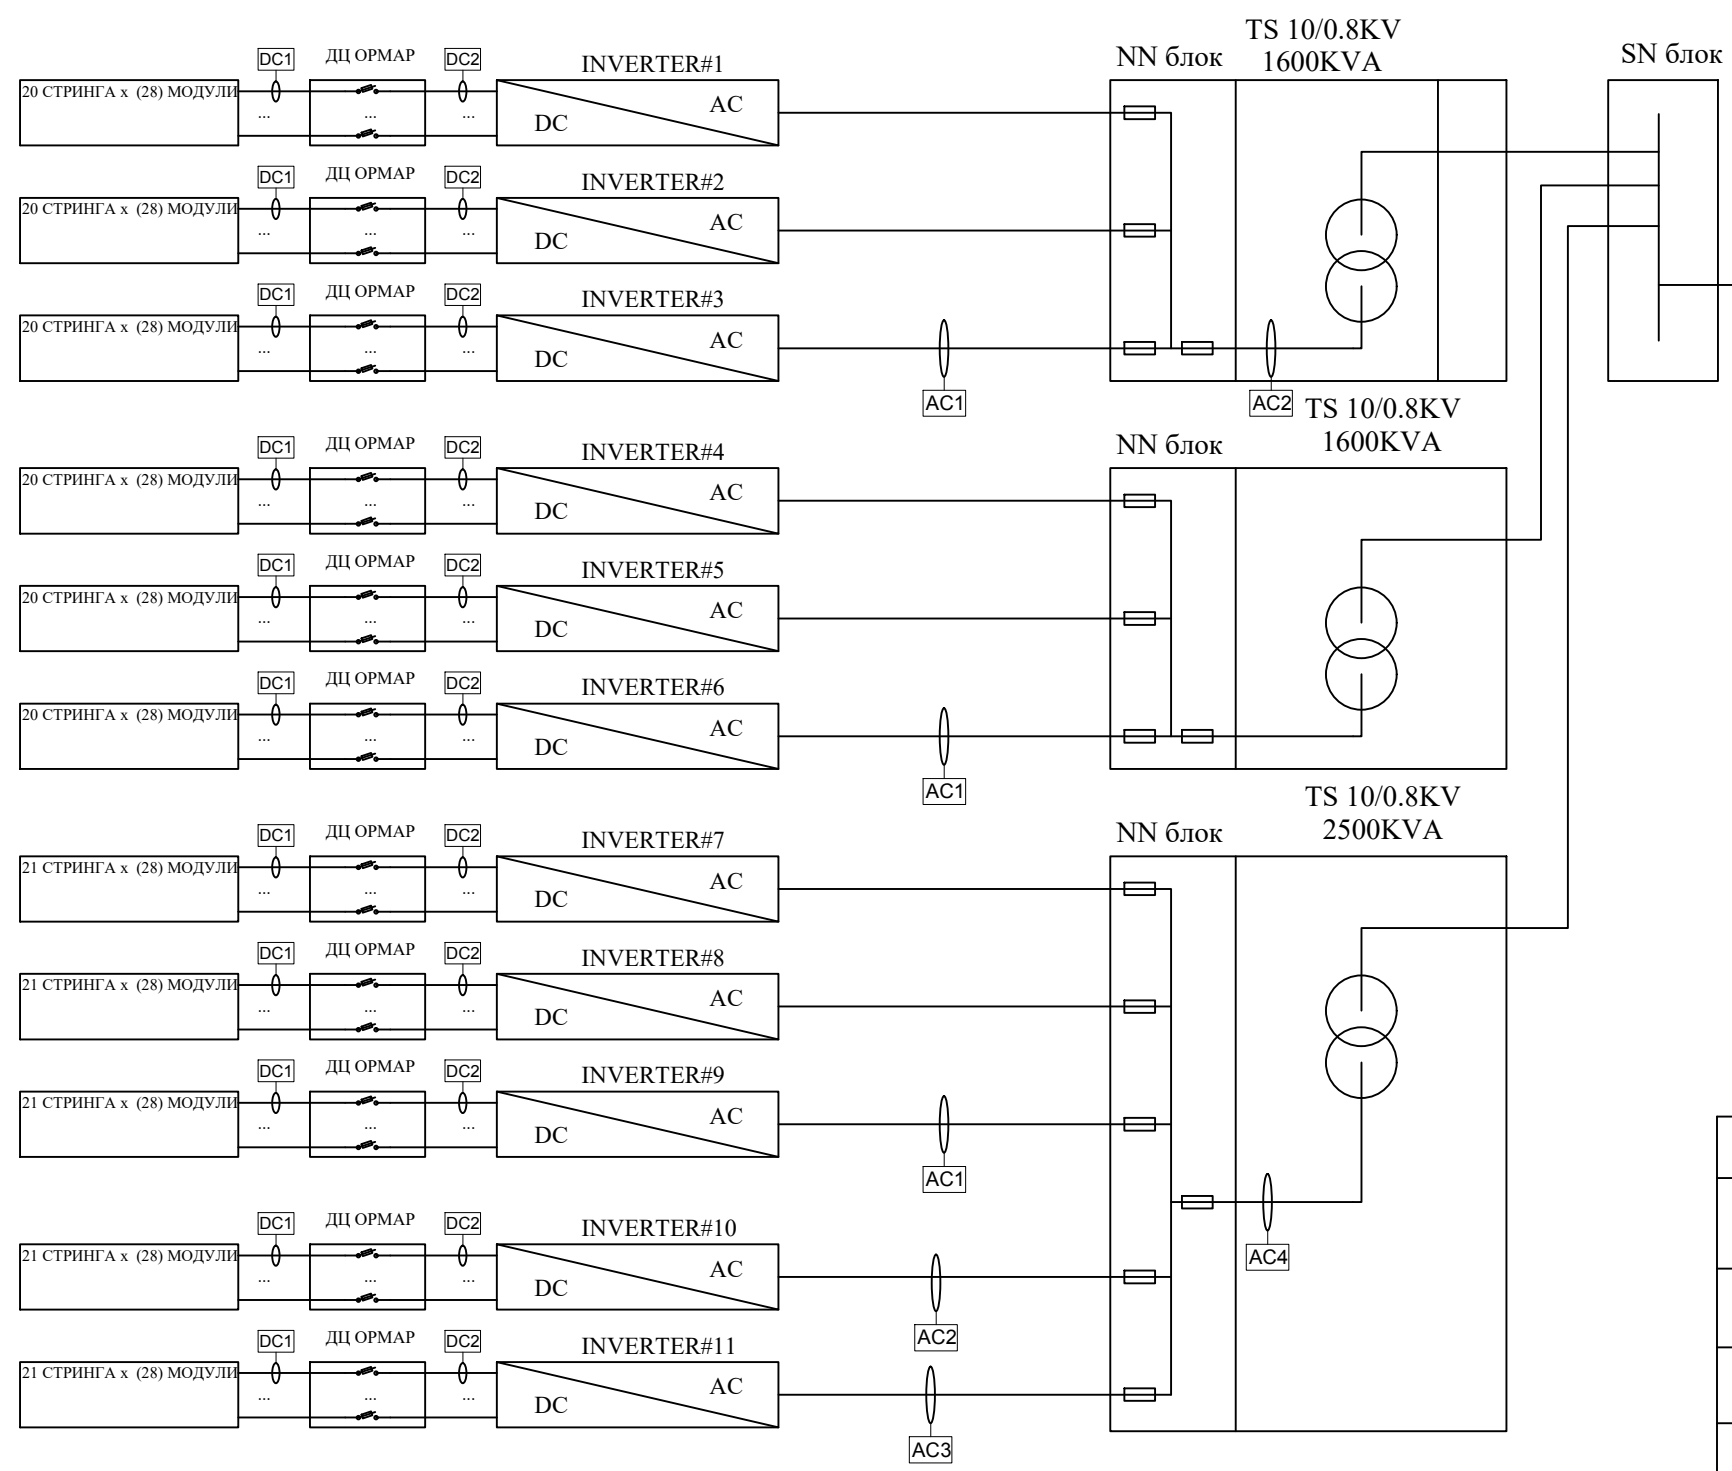 TS 10/0.8KV
1600KVA
NN блок
SN блок
DC1
ДЦ ОРМАР
DC2
INVERTER#1
20 СТРИНГА x (28) МОДУЛИ
...
...
...
DC
AC
DC1
ДЦ ОРМАР
DC2
INVERTER#2
20 СТРИНГА x (28) МОДУЛИ
...
...
...
DC
AC
DC1
ДЦ ОРМАР
DC2
INVERTER#3
20 СТРИНГА x (28) МОДУЛИ
...
...
...
DC
AC
AC1
AC2
TS 10/0.8KV
1600KVA
NN блок
DC1
ДЦ ОРМАР
DC2
INVERTER#4
20 СТРИНГА x (28) МОДУЛИ
...
...
...
DC
AC
DC1
ДЦ ОРМАР
DC2
INVERTER#5
20 СТРИНГА x (28) МОДУЛИ
...
...
...
DC
AC
DC1
ДЦ ОРМАР
DC2
INVERTER#6
20 СТРИНГА x (28) МОДУЛИ
...
...
...
DC
AC
AC1
TS 10/0.8KV
2500KVA
NN блок
DC1
ДЦ ОРМАР
DC2
INVERTER#7
21 СТРИНГА x (28) МОДУЛИ
...
...
...
DC
AC
DC1
ДЦ ОРМАР
DC2
INVERTER#8
21 СТРИНГА x (28) МОДУЛИ
...
...
...
DC
AC
DC1
ДЦ ОРМАР
DC2
INVERTER#9
21 СТРИНГА x (28) МОДУЛИ
...
...
...
DC
AC
AC1
DC1
ДЦ ОРМАР
DC2
INVERTER#10
21 СТРИНГА x (28) МОДУЛИ
...
...
...
DC
AC
AC2
AC4
DC1
ДЦ ОРМАР
DC2
INVERTER#11
21 СТРИНГА x (28) МОДУЛИ
...
...
...
DC
AC
AC3